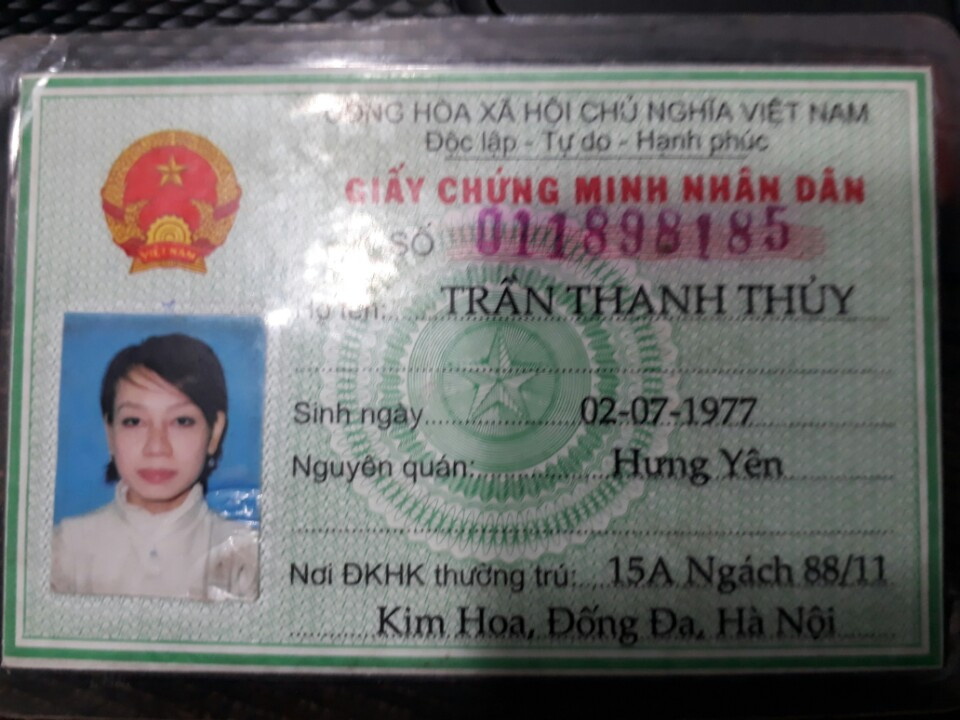 CỘNG HÒA XÃ HỘI CHỦ NGHĨA VIỆT NAM
Độc lập - Tự do - Hạnh phúc
GIẤY CHỨNG MINH NHÂN DÂN
SỐ 011898185
Họ tên: TRẦN THANH THỦY
Sinh ngày 02-07-1977
Nguyên quán: Hưng Yên
Nơi ĐKHK thường trú: 15A Ngách 88/11
Kim Hoa, Đống Đa, Hà Nội
VIỆT NAM